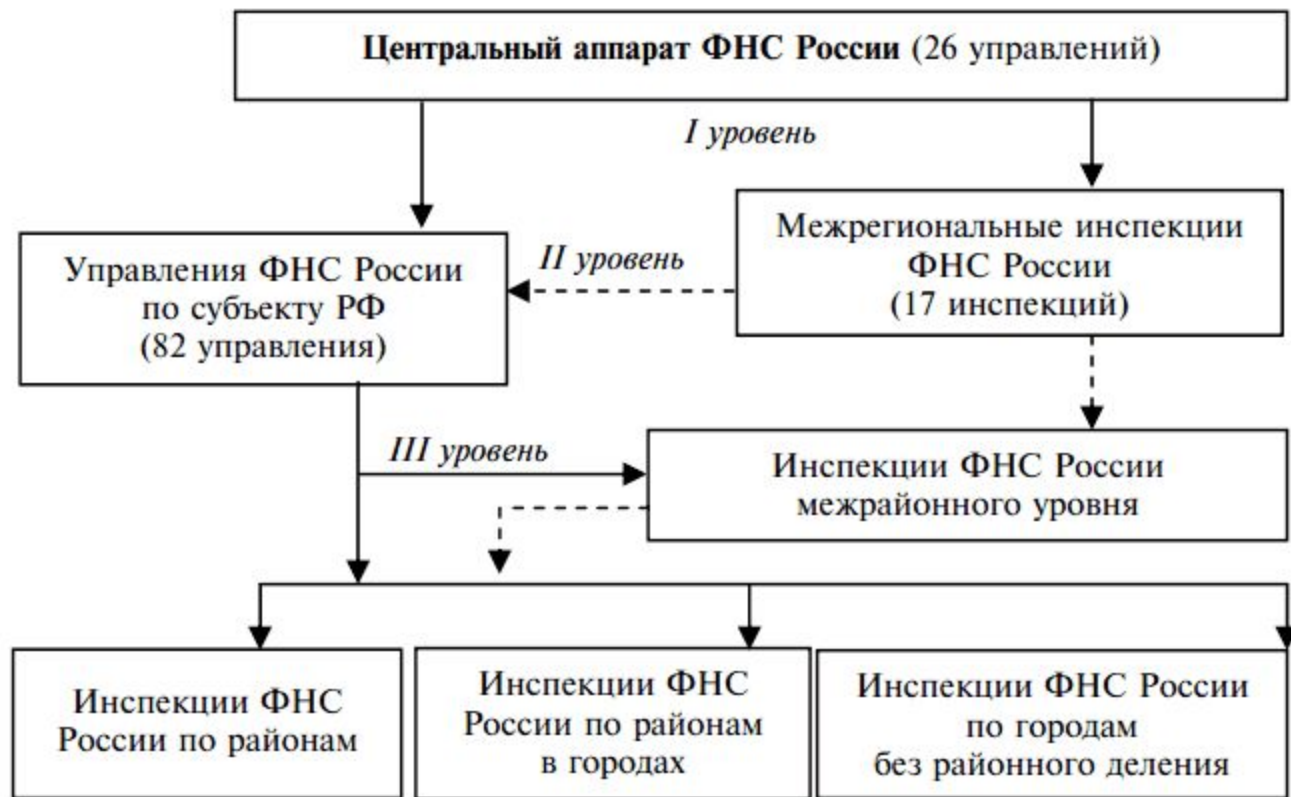 Центральный аппарат ФНС России (26 управлений)
I уровень
Межрегиональные инспекции
ФНС России
(17 инспекций)
II уровень
Управления ФНС России
по субъекту РФ
(82 управления)
III уровень
Инспекции ФНС России
межрайонного уровня
Инспекции ФНС
России по районам
Инспекции ФНС
России по районам
в городах
Инспекции ФНС России
по городам
без районного деления